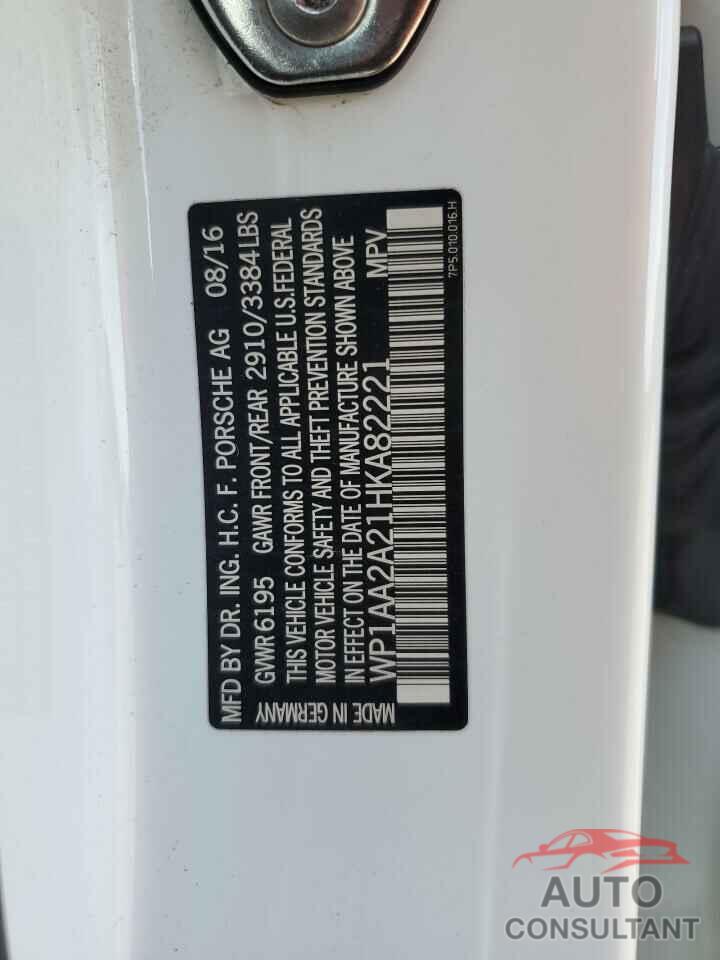 MFD BY DR. ING. H.C. F. PORSCHE AG 08/16
GVWR 6195 GAWR FRONT/REAR 2910/3384 LBS
THIS VEHICLE CONFORMS TO ALL APPLICABLE U.S. FEDERAL
MOTOR VEHICLE SAFETY AND THEFT PREVENTION STANDARDS
IN EFFECT ON THE DATE OF MANUFACTURE SHOWN ABOVE
WP1AA2A21HKA82221 MPV
MADE IN GERMANY
7P5.010.016.H
AUTO
CONSULTANT